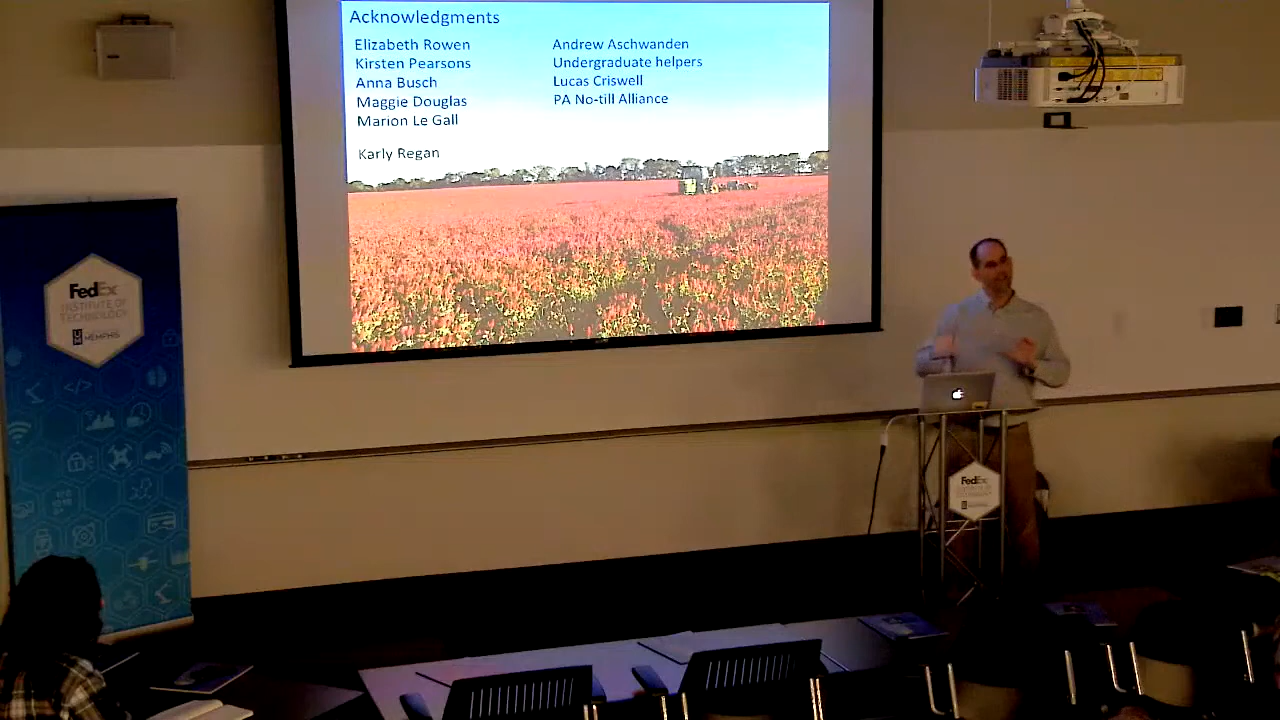 Acknowledgments
Elizabeth Rowen
Kirsten Pearsons
Anna Busch
Maggie Douglas
Marion Le Gall
Karly Regan
Andrew Aschwanden
Undergraduate helpers
Lucas Criswell
PA No-till Alliance
FedEx
INSTITUTE OF
TECHNOLOGY
MEMPHIS
FedEx